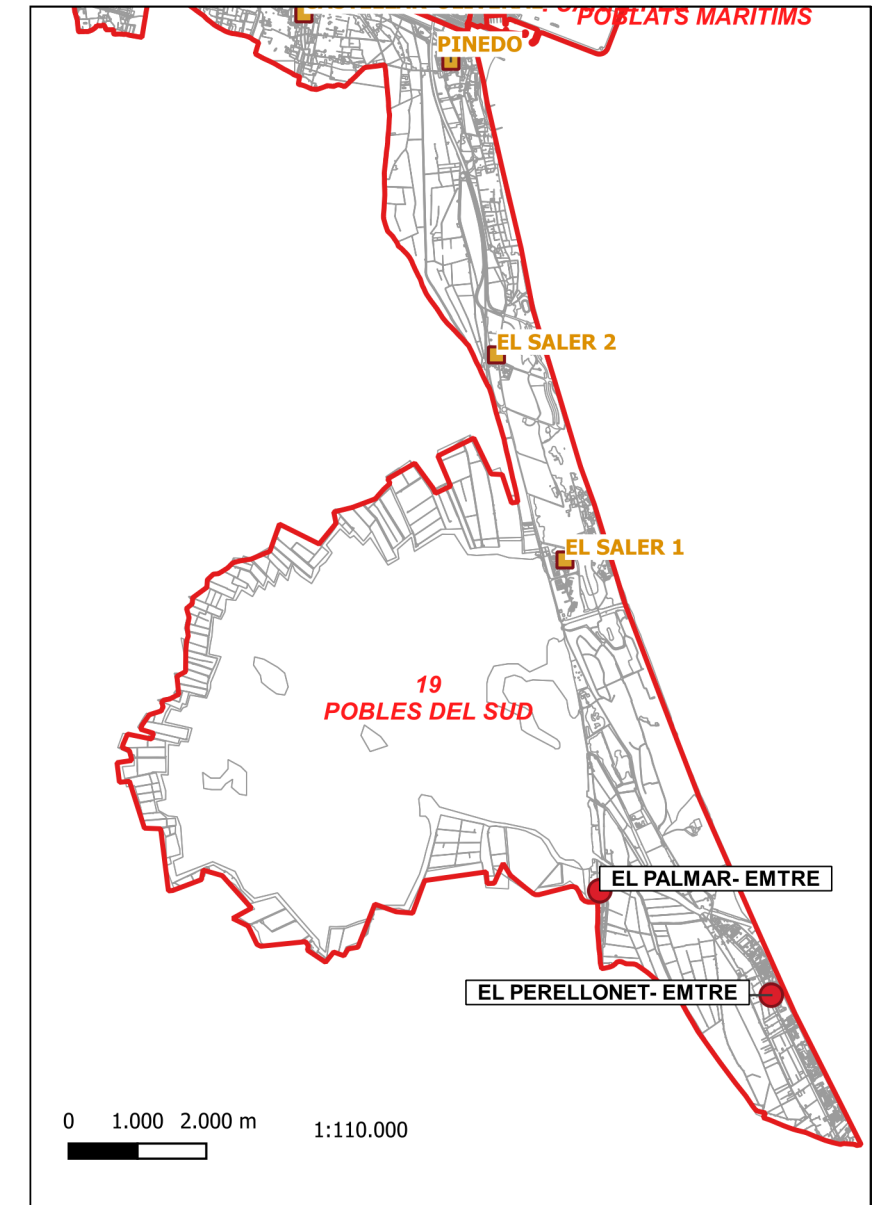 POBLATS MARITIMS
PINEDO
EL SALER 2
EL SALER 1
19
POBLES DEL SUD
EL PALMAR- EMTRE
EL PERELLONET- EMTRE
0 1.000 2.000 m
1:110.000